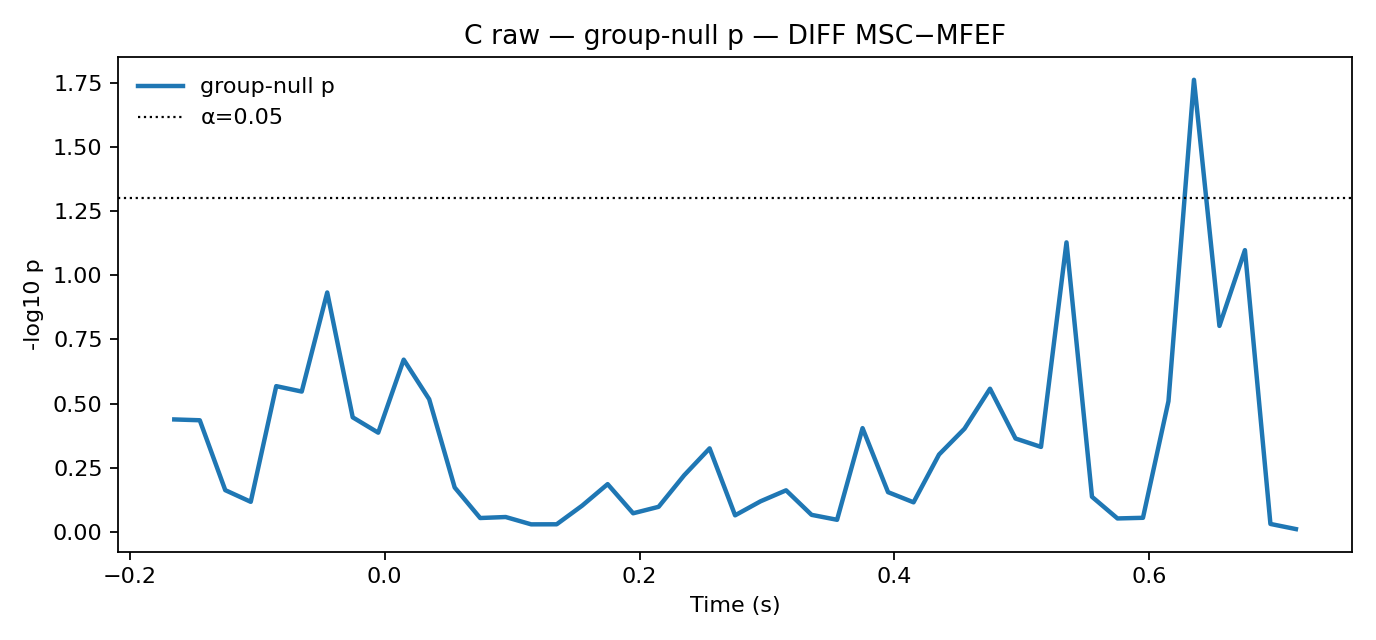 C raw — group-null p — DIFF MSC−MFEF
group-null p
α=0.05
1.75
1.50
1.25
1.00
0.75
0.50
0.25
0.00
-log10 p
−0.2
0.0
0.2
0.4
0.6
Time (s)